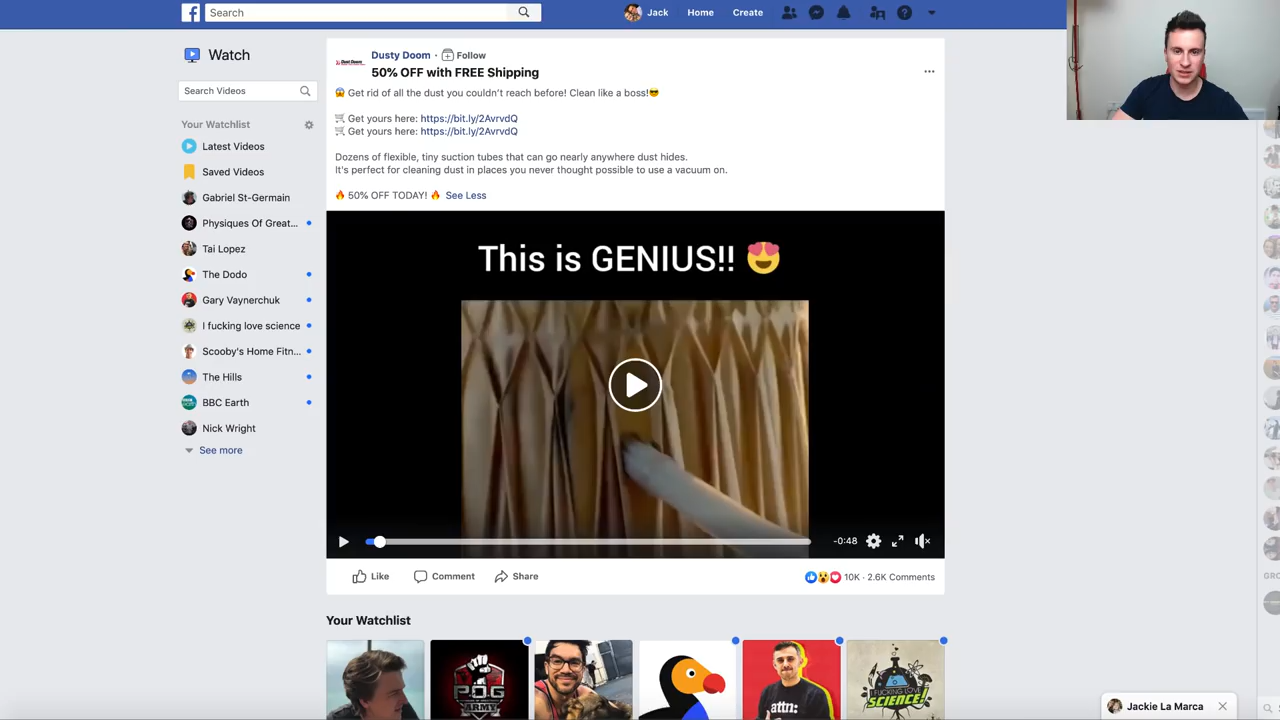 Search
Jack
Home
Create
Watch
Search Videos
Your Watchlist
Latest Videos
Saved Videos
Gabriel St-Germain
Physiques Of Great...
Tai Lopez
The Dodo
Gary Vaynerchuk
I fucking love science
Scooby's Home Fitn...
The Hills
BBC Earth
Nick Wright
See more
Dusty Doom · Follow
50% OFF with FREE Shipping
😱 Get rid of all the dust you couldn't reach before! Clean like a boss!😎
🛒 Get yours here: https://bit.ly/2AvrvdQ
🛒 Get yours here: https://bit.ly/2AvrvdQ
Dozens of flexible, tiny suction tubes that can go nearly anywhere dust hides.
It's perfect for cleaning dust in places you never thought possible to use a vacuum on.
🔥 50% OFF TODAY! 🔥 See Less
This is GENIUS!! 😍
-0:48
Like
Comment
Share
10K · 2.6K Comments
Your Watchlist
P.O.G
ARMY
attn:
I FUCKING LOVE
SCIENCE!
GRO
Jackie La Marca